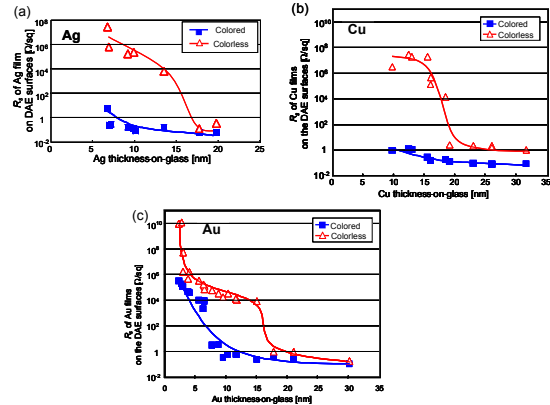 (a)
Ag
Colored
Colorless
Rs of Ag film
on DAE surfaces [Ω/sq]
10^8
10^6
10^4
10^2
1
10^-2
0
5
10
15
20
25
Ag thickness-on-glass [nm]
(b)
Cu
Colored
Colorless
Rs of Cu films
on the DAE surfaces [Ω/sq]
10^10
10^8
10^6
10^4
10^2
1
10^-2
0
5
10
15
20
25
30
35
Cu thickness-on-glass [nm]
(c)
Au
Colored
Colorless
Rs of Au films
on the DAE surfaces [Ω/sq]
10^10
10^8
10^6
10^4
10^2
1
10^-2
0
5
10
15
20
25
30
35
Au thickness-on-glass [nm]